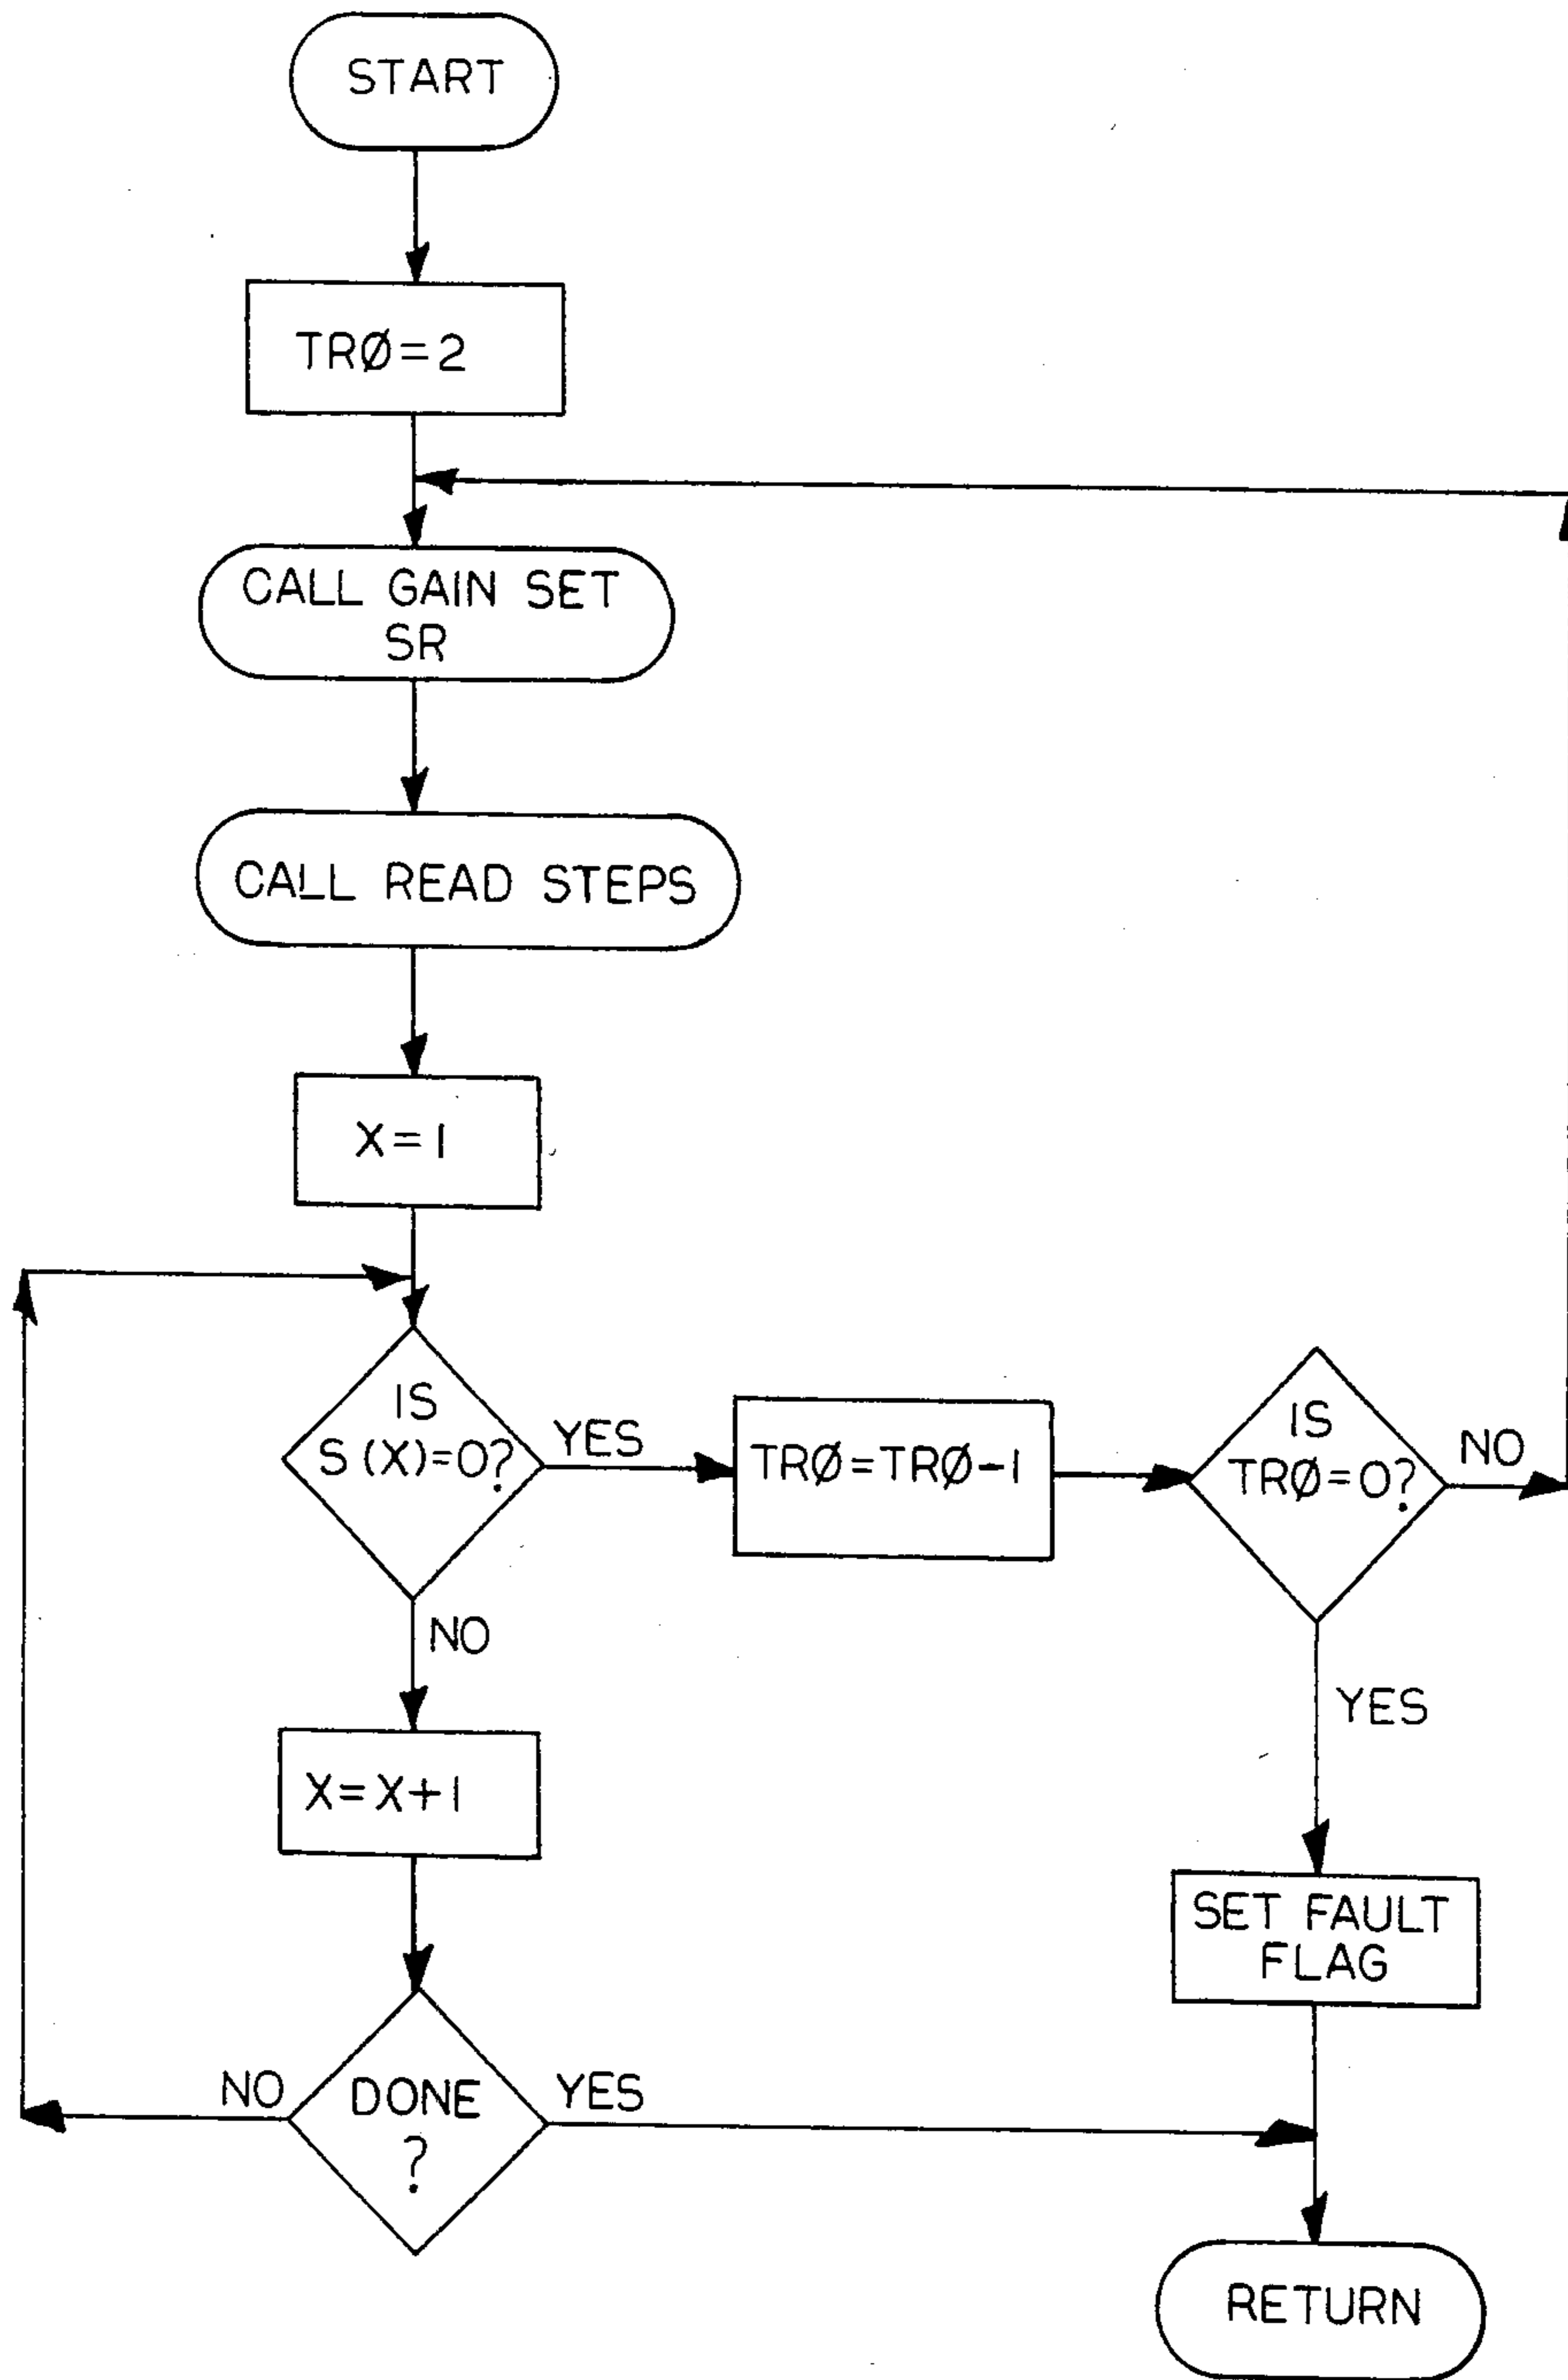 START
TRØ=2
CALL GAIN SET
SR
CALL READ STEPS
X=1
IS
S(X)=0?
YES
TRØ=TRØ-1
IS
TRØ=0?
NO
NO
YES
X=X+1
SET FAULT
FLAG
NO
DONE
?
YES
RETURN